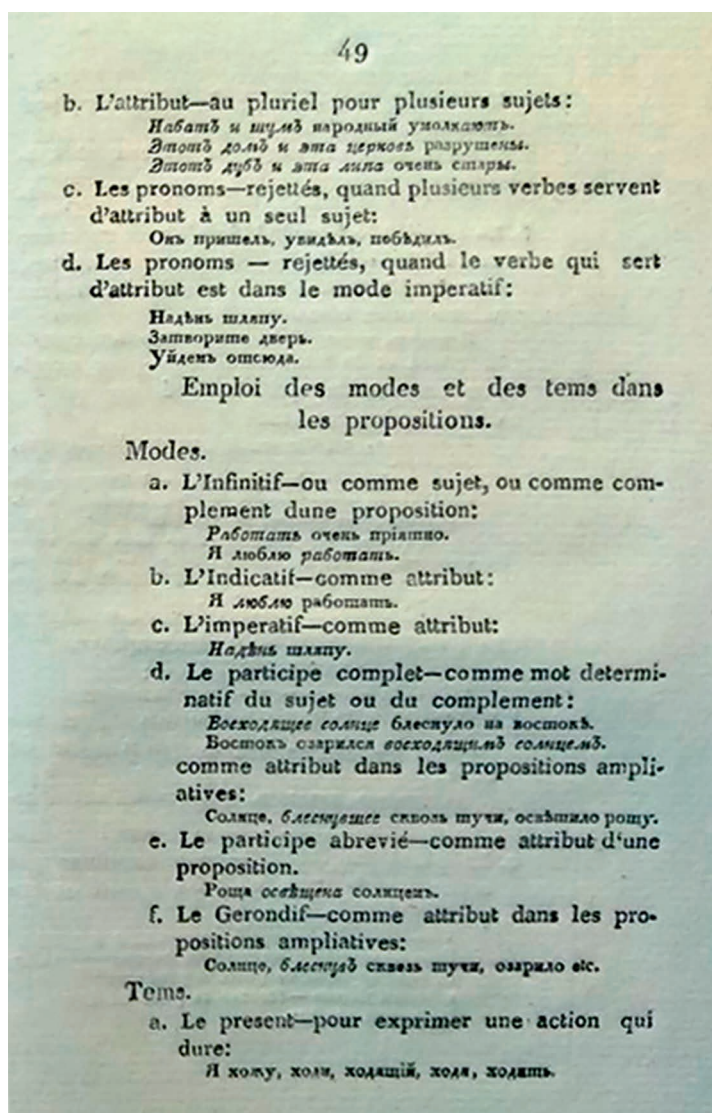 49
b. L'attribut—au pluriel pour plusieurs sujets:
Набатъ и шумъ народный умолкаютъ.
Этотъ домъ и эта церковь разрушены.
Этотъ дубъ и эта липа очень стары.
c. Les pronoms—rejettés, quand plusieurs verbes servent
d'attribut à un seul sujet:
Онъ пришелъ, увидѣлъ, побѣдилъ.
d. Les pronoms — rejettés, quand le verbe qui sert
d'attribut est dans le mode imperatif:
Надѣнь шляпу.
Затворите дверь.
Уйдемъ отсюда.
Emploi des modes et des tems dans
les propositions.
Modes.
a. L'Infinitif—ou comme sujet, ou comme com-
plement dune proposition:
Работать очень пріятно.
Я люблю работать.
b. L'Indicatif—comme attribut:
Я люблю работать.
c. L'imperatif—comme attribut:
Надѣнь шляпу.
d. Le participe complet—comme mot determi-
natif du sujet ou du complement:
Восходящее солнце блеснуло на востокѣ.
Востокъ озарился восходящимъ солнцемъ.
comme attribut dans les propositions ampli-
atives:
Солнце, блеснувшее сквозь тучи, освѣтило рощу.
e. Le participe abrevié—comme attribut d'une
proposition.
Роща освѣщена солнцемъ.
f. Le Gerondif—comme attribut dans les pro-
positions ampliatives:
Солнце, блеснувъ сквозь тучи, озарило etc.
Tems.
a. Le present—pour exprimer une action qui
dure:
Я хожу, ходи, ходящій, ходя, ходить.